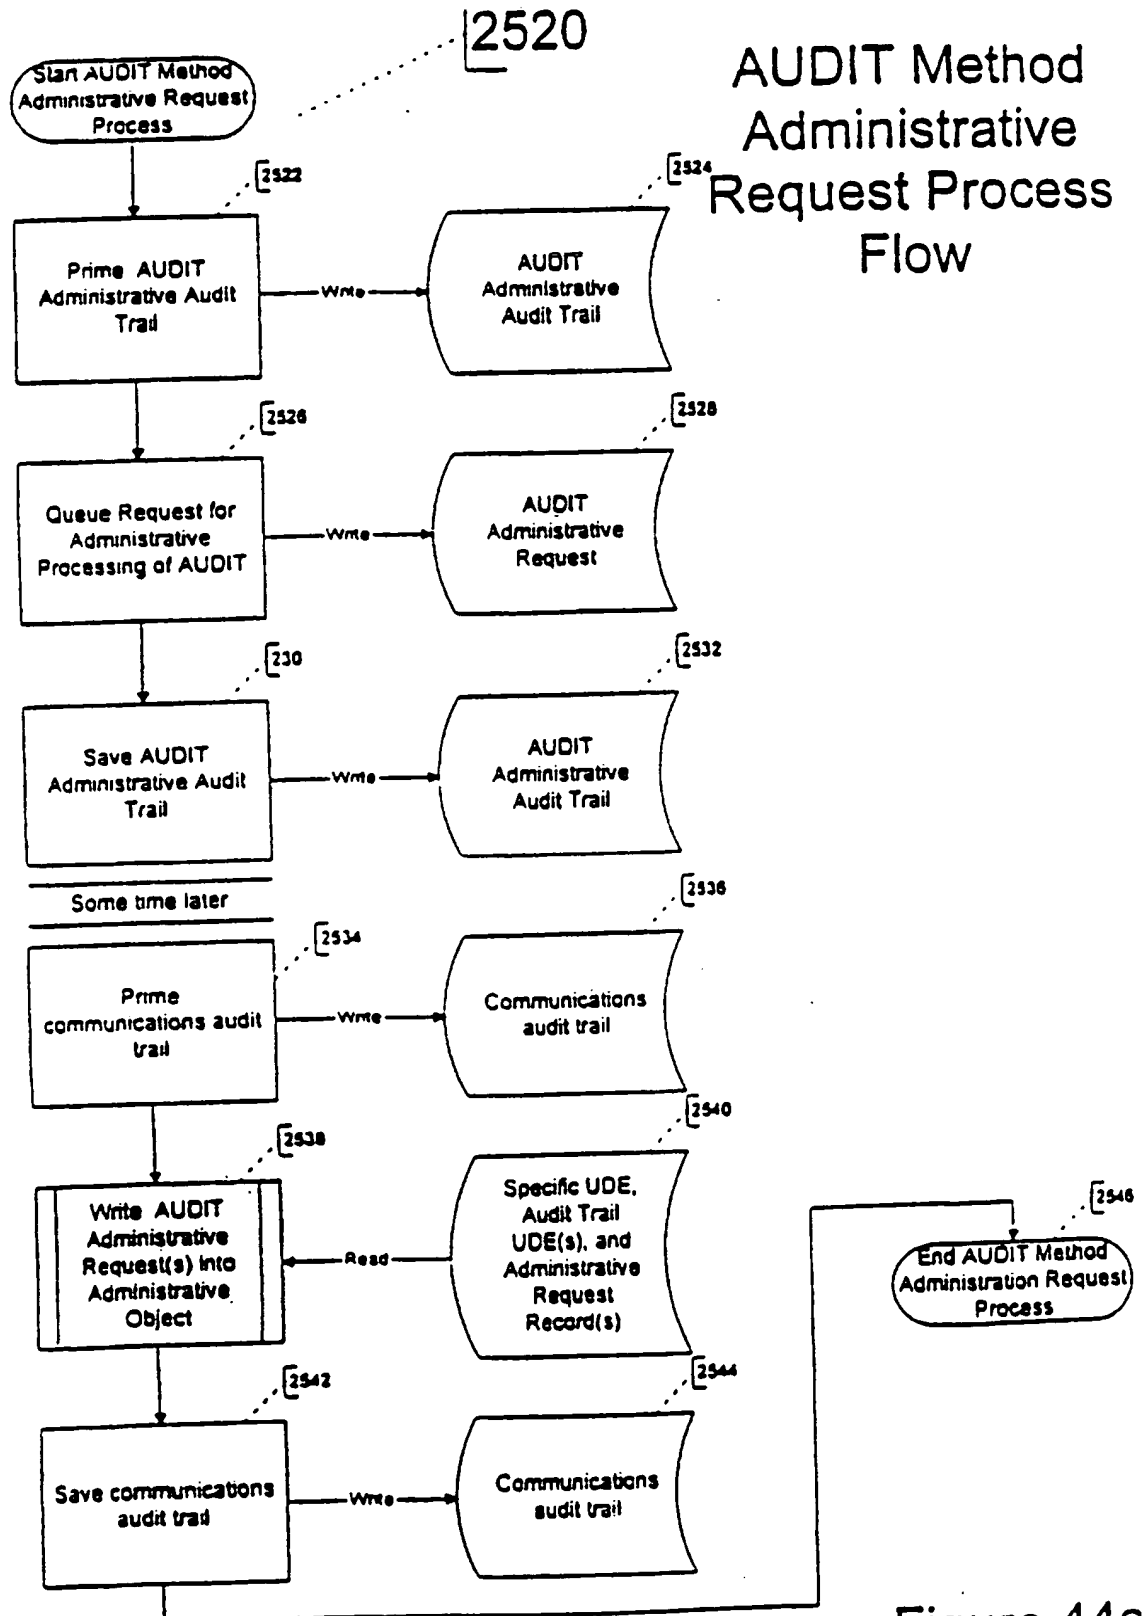 2520
AUDIT Method
Administrative
Request Process
Flow
Start AUDIT Method
Administrative Request
Process
2522
Prime AUDIT
Administrative Audit
Trail
Write
2524
AUDIT
Administrative
Audit Trail
2526
Queue Request for
Administrative
Processing of AUDIT
Write
2528
AUDIT
Administrative
Request
230
Save AUDIT
Administrative Audit
Trail
Write
2532
AUDIT
Administrative
Audit Trail
Some time later
2534
Prime
communications audit
trail
Write
2536
Communications
audit trail
2538
Write AUDIT
Administrative
Request(s) Into
Administrative
Object
Read
2540
Specific UDE,
Audit Trail
UDE(s), and
Administrative
Request
Record(s)
2542
Save communications
audit trail
Write
2544
Communications
audit trail
2546
End AUDIT Method
Administration Request
Process
Figure 44a